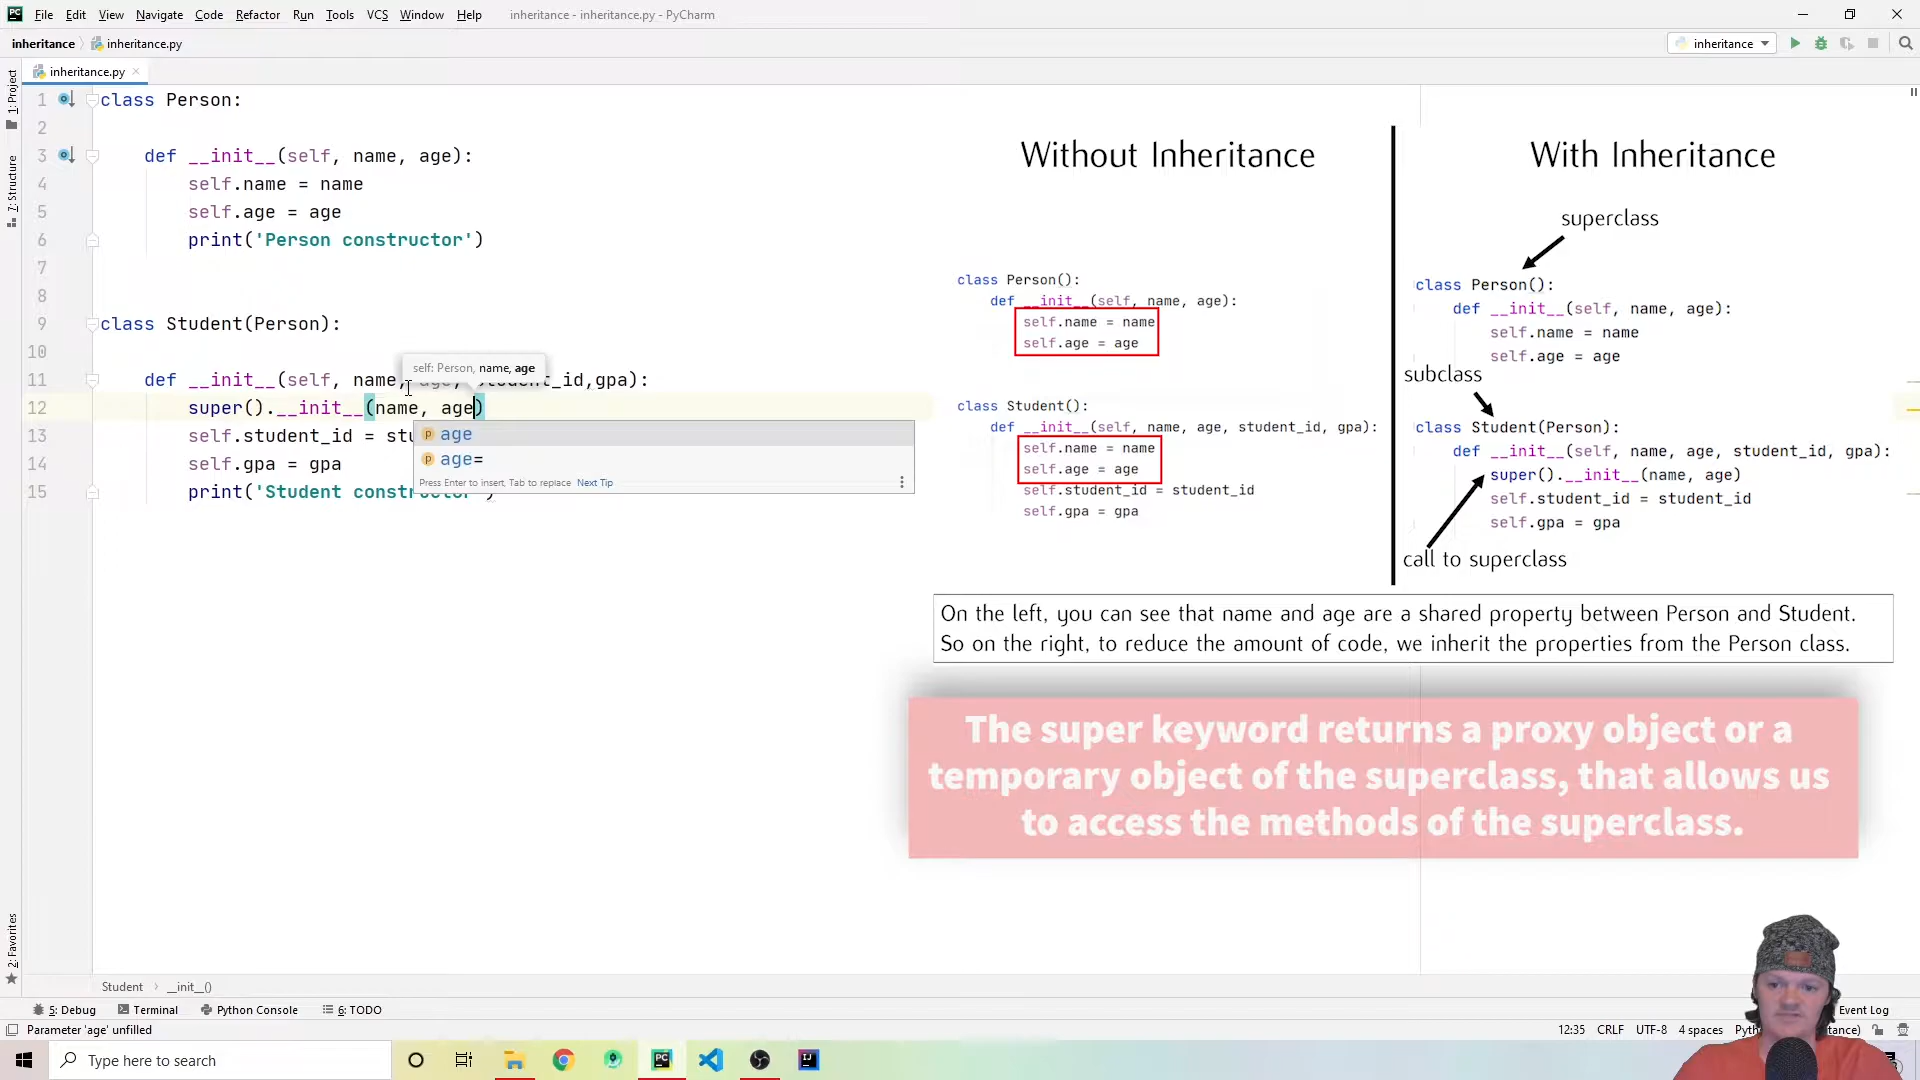 File Edit View Navigate Code Refactor Run Tools VCS Window Help inheritance - inheritance.py - PyCharm
inheritance inheritance.py inheritance
inheritance.py
1: Project
7: Structure
2: Favorites
1 class Person:
2
3 def __init__(self, name, age):
4 self.name = name
5 self.age = age
6 print('Person constructor')
7
8
9 class Student(Person):
10
self: Person, name, age
11 def __init__(self, name, age, student_id,gpa):
12 super().__init__(name, age)
13 self.student_id = stu
age
14 self.gpa = gpa
age=
Press Enter to insert, Tab to replace Next Tip
15 print('Student constructor')
Without Inheritance
class Person():
def __init__(self, name, age):
self.name = name
self.age = age
class Student():
def __init__(self, name, age, student_id, gpa):
self.name = name
self.age = age
self.student_id = student_id
self.gpa = gpa
With Inheritance
superclass
class Person():
def __init__(self, name, age):
self.name = name
self.age = age
subclass
class Student(Person):
def __init__(self, name, age, student_id, gpa):
super().__init__(name, age)
self.student_id = student_id
self.gpa = gpa
call to superclass
On the left, you can see that name and age are a shared property between Person and Student.
So on the right, to reduce the amount of code, we inherit the properties from the Person class.
The super keyword returns a proxy object or a
temporary object of the superclass, that allows us
to access the methods of the superclass.
Student __init__()
5: Debug Terminal Python Console 6: TODO Event Log
Parameter 'age' unfilled 12:35 CRLF UTF-8 4 spaces
Type here to search